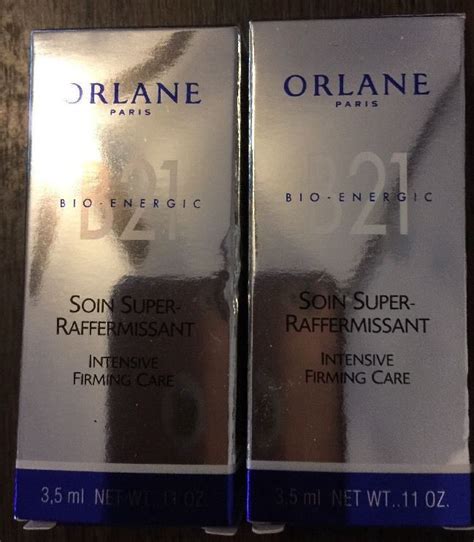 ORLANE
PARIS
B21
BIO-ENERGIC
SOIN SUPER-
RAFFERMISSANT
INTENSIVE
FIRMING CARE
3,5 ml NET WT. .11 OZ.
ORLANE
PARIS
B21
BIO-ENERGIC
SOIN SUPER-
RAFFERMISSANT
INTENSIVE
FIRMING CARE
3,5 ml NET WT. .11 OZ.